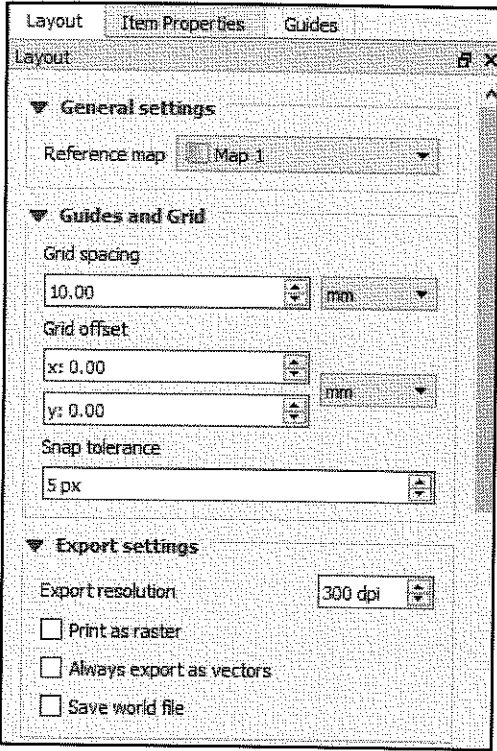 Layout Item Properties Guides
Layout
General settings
Reference map Map 1
Guides and Grid
Grid spacing
10.00 mm
Grid offset
x: 0.00
mm
y: 0.00
Snap tolerance
5 px
Export settings
Export resolution 300 dpi
Print as raster
Always export as vectors
Save world file